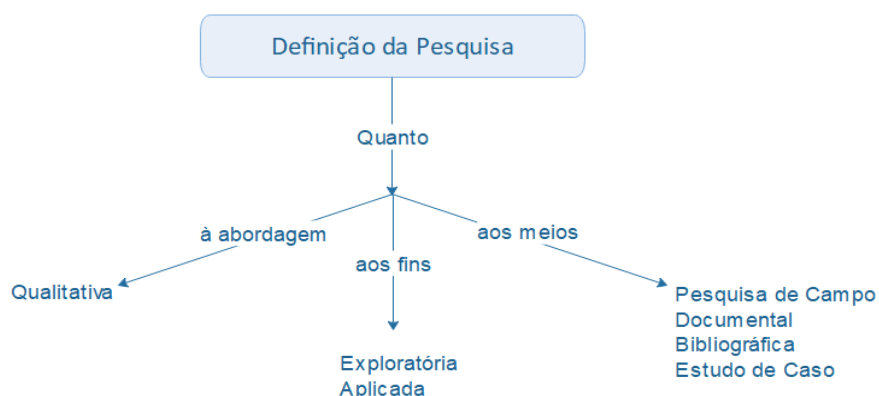 Definição da Pesquisa
Quanto
à abordagem
aos fins
aos meios
Qualitativa
Exploratória
Aplicada
Pesquisa de Campo
Documental
Bibliográfica
Estudo de Caso